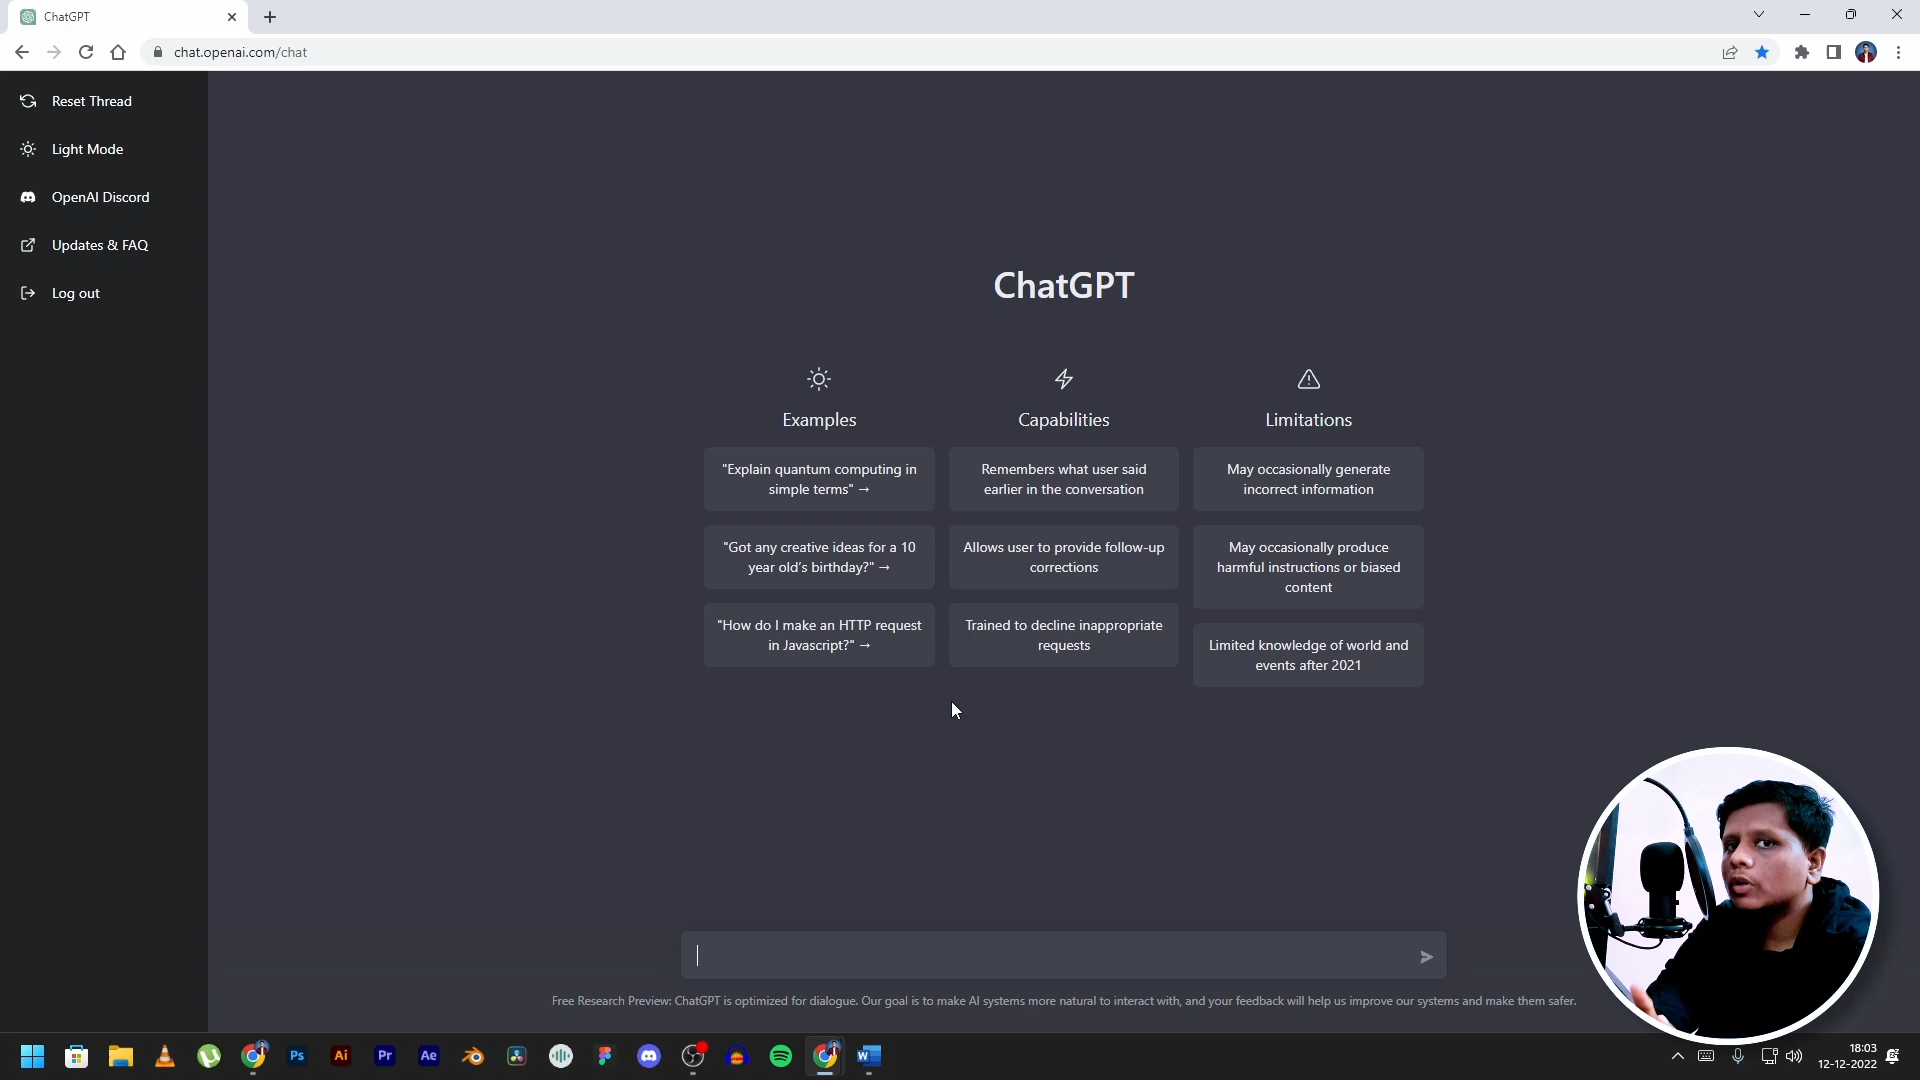 ChatGPT
chat.openai.com/chat
Reset Thread
Light Mode
OpenAI Discord
Updates & FAQ
Log out
ChatGPT
Examples
"Explain quantum computing in
simple terms" →
"Got any creative ideas for a 10
year old's birthday?" →
"How do I make an HTTP request
in Javascript?" →
Capabilities
Remembers what user said
earlier in the conversation
Allows user to provide follow-up
corrections
Trained to decline inappropriate
requests
Limitations
May occasionally generate
incorrect information
May occasionally produce
harmful instructions or biased
content
Limited knowledge of world and
events after 2021
Free Research Preview: ChatGPT is optimized for dialogue. Our goal is to make AI systems more natural to interact with, and your feedback will help us improve our systems and make them safer.
Ps
Ai
Pr
Ae
W
18:03
12-12-2022